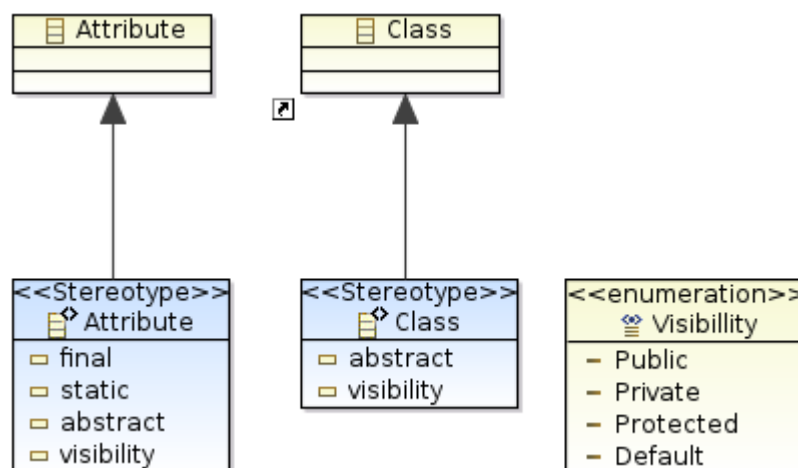 Attribute
Class
<<Stereotype>>
Attribute
final
static
abstract
visibility
<<Stereotype>>
Class
abstract
visibility
<<enumeration>>
Visibillity
Public
Private
Protected
Default